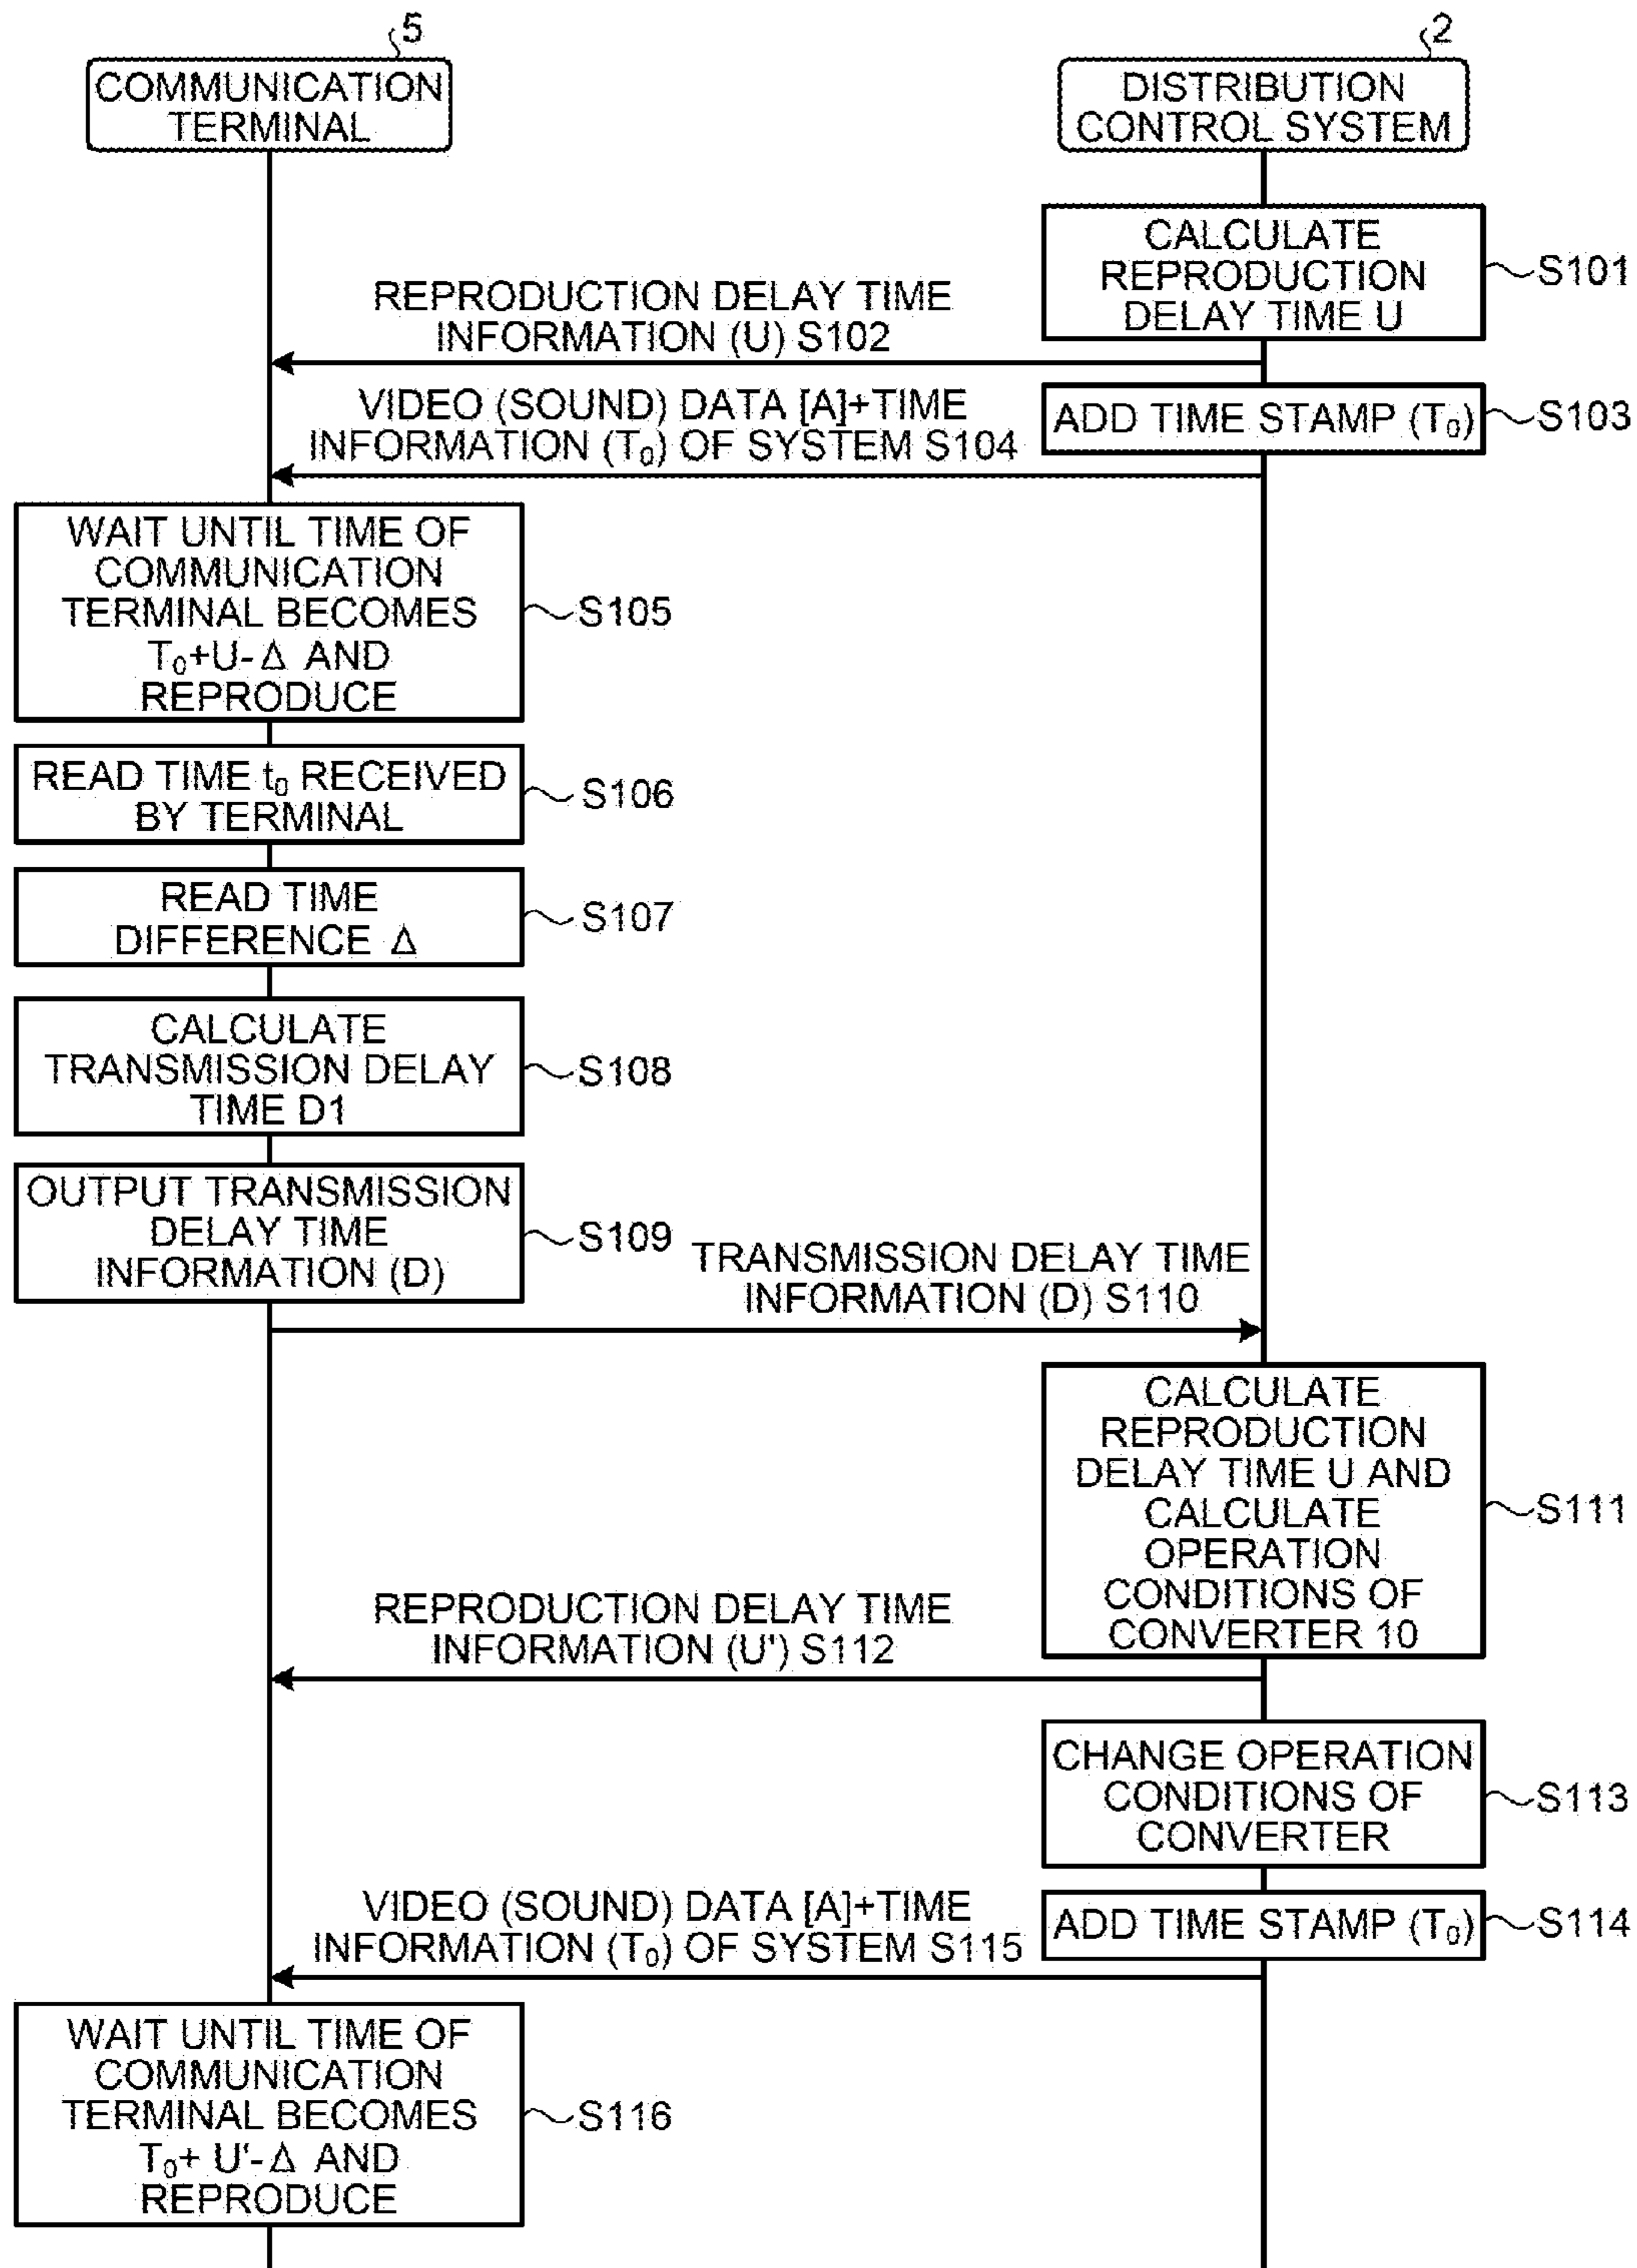 5
COMMUNICATION
TERMINAL
2
DISTRIBUTION
CONTROL SYSTEM
CALCULATE
REPRODUCTION
DELAY TIME U
S101
REPRODUCTION DELAY TIME
INFORMATION (U) S102
ADD TIME STAMP (T₀)
S103
VIDEO (SOUND) DATA [A]+TIME
INFORMATION (T₀) OF SYSTEM S104
WAIT UNTIL TIME OF
COMMUNICATION
TERMINAL BECOMES
T₀+U-Δ AND
REPRODUCE
S105
READ TIME t₀ RECEIVED
BY TERMINAL
S106
READ TIME
DIFFERENCE Δ
S107
CALCULATE
TRANSMISSION DELAY
TIME D1
S108
OUTPUT TRANSMISSION
DELAY TIME
INFORMATION (D)
S109
TRANSMISSION DELAY TIME
INFORMATION (D) S110
CALCULATE
REPRODUCTION
DELAY TIME U AND
CALCULATE
OPERATION
CONDITIONS OF
CONVERTER 10
S111
REPRODUCTION DELAY TIME
INFORMATION (U') S112
CHANGE OPERATION
CONDITIONS OF
CONVERTER
S113
ADD TIME STAMP (T₀)
S114
VIDEO (SOUND) DATA [A]+TIME
INFORMATION (T₀) OF SYSTEM S115
WAIT UNTIL TIME OF
COMMUNICATION
TERMINAL BECOMES
T₀+ U'-Δ AND
REPRODUCE
S116